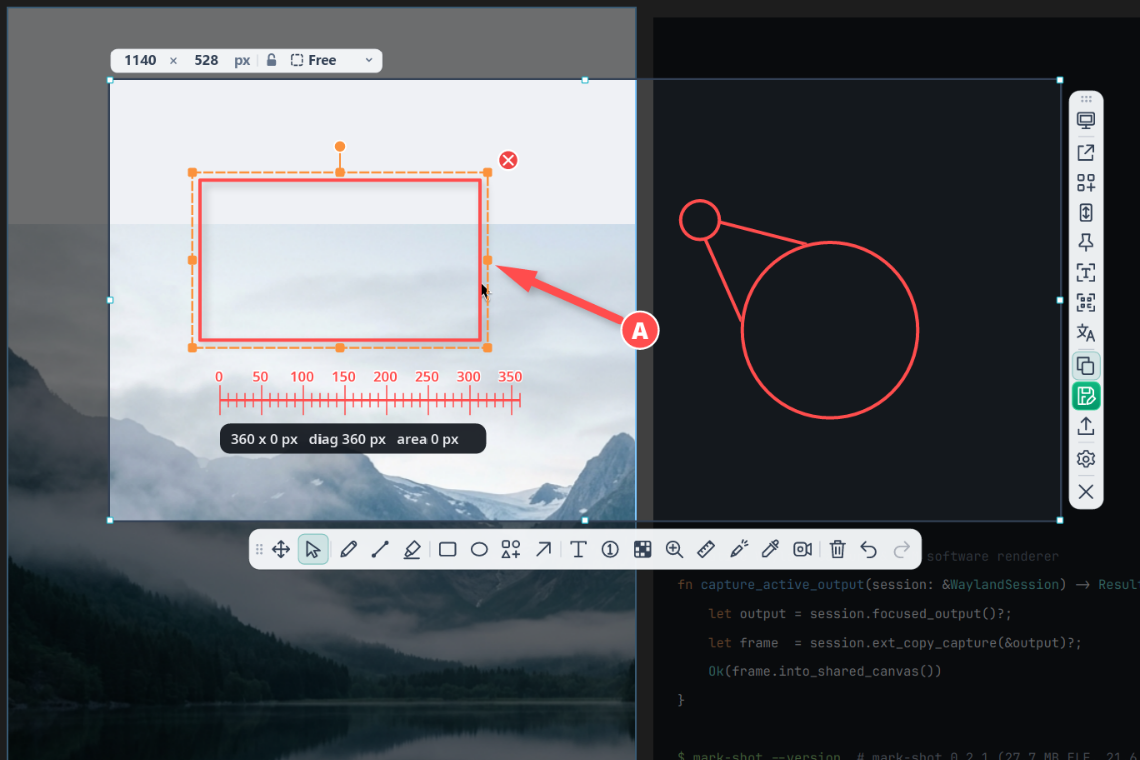 1140 × 528 px Free
A
0 50 100 150 200 250 300 350
360 x 0 px diag 360 px area 0 px
T 1
software renderer
fn capture_active_output(session: &WaylandSession) → Result
let output = session.focused_output()?;
let frame = session.ext_copy_capture(&output)?;
Ok(frame.into_shared_canvas())
}
$ mark-shot --version # mark-shot 0.2.1 (27.7 MB ELF, 21.6